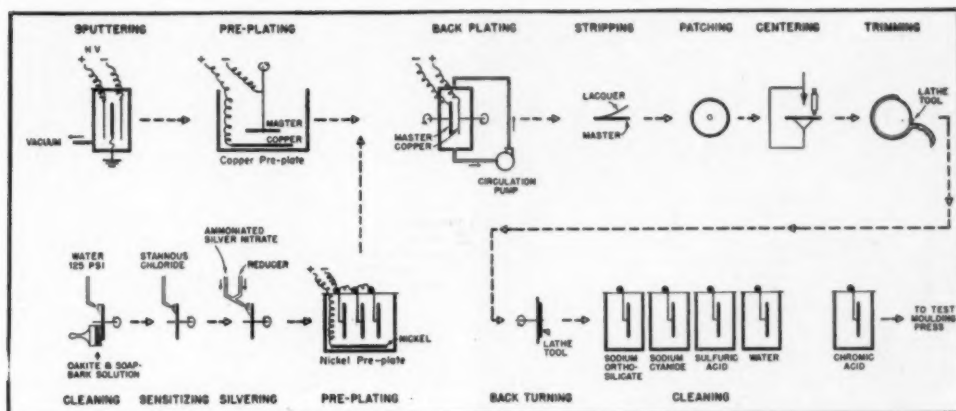 SPUTTERING
PRE-PLATING
BACK PLATING
STRIPPING
PATCHING
CENTERING
TRIMMING
HV
+
-
VACUUM
+
-
MASTER
COPPER
Copper Pre-plate
+
-
MASTER
COPPER
CIRCULATION
PUMP
LACQUER
MASTER
LATHE
TOOL
WATER
125 PSI
STANNOUS
CHLORIDE
AMMONIATED
SILVER NITRATE
REDUCER
+
-
NICKEL
Nickel Pre-plate
OAKITE & SOAP-
BARK SOLUTION
LATHE
TOOL
SODIUM
ORTHO-
SILICATE
SODIUM
CYANIDE
SULFURIC
ACID
WATER
CHROMIC
ACID
TO TEST
MOULDING
PRESS
CLEANING
SENSITIZING
SILVERING
PRE-PLATING
BACK TURNING
CLEANING